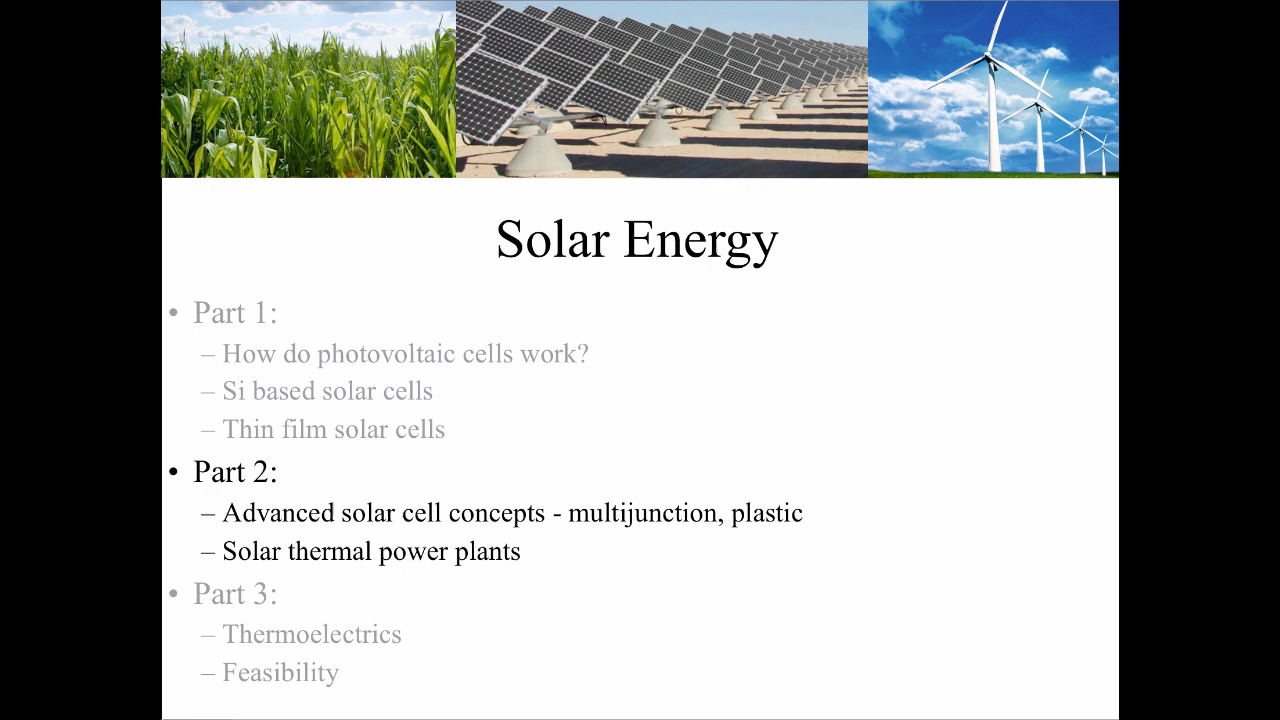 Solar Energy
• Part 1:
– How do photovoltaic cells work?
– Si based solar cells
– Thin film solar cells
• Part 2:
– Advanced solar cell concepts - multijunction, plastic
– Solar thermal power plants
• Part 3:
– Thermoelectrics
– Feasibility